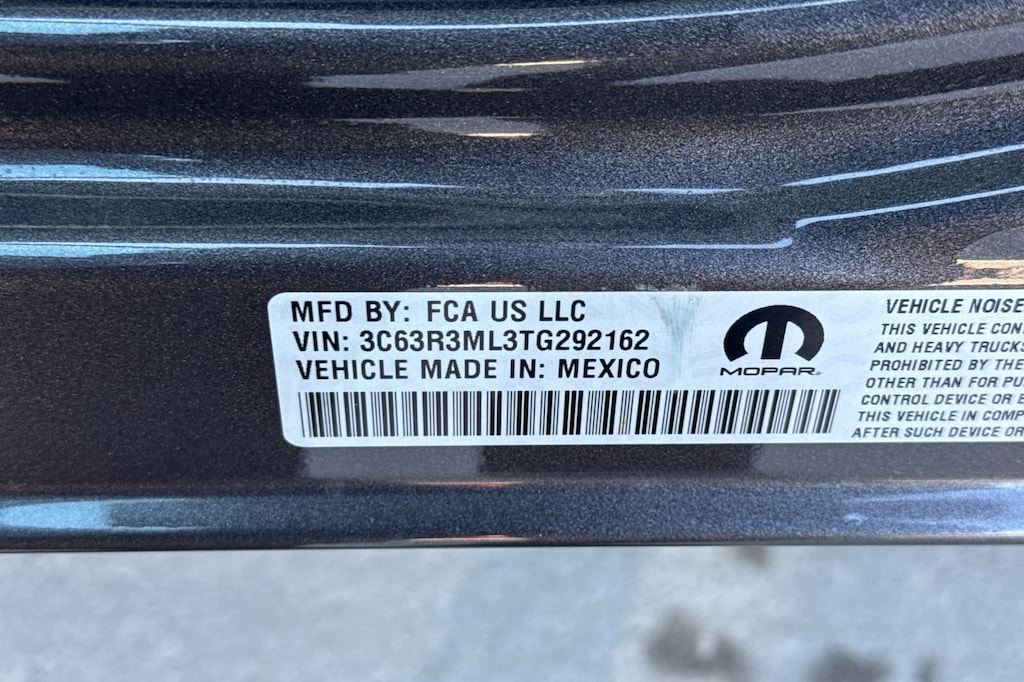 MFD BY: FCA US LLC
VIN: 3C63R3ML3TG292162
VEHICLE MADE IN: MEXICO
MOPAR®
VEHICLE NOISE
THIS VEHICLE CON
AND HEAVY TRUCKS
PROHIBITED BY THE
OTHER THAN FOR PU
CONTROL DEVICE OR E
THIS VEHICLE IN COMP
AFTER SUCH DEVICE OR